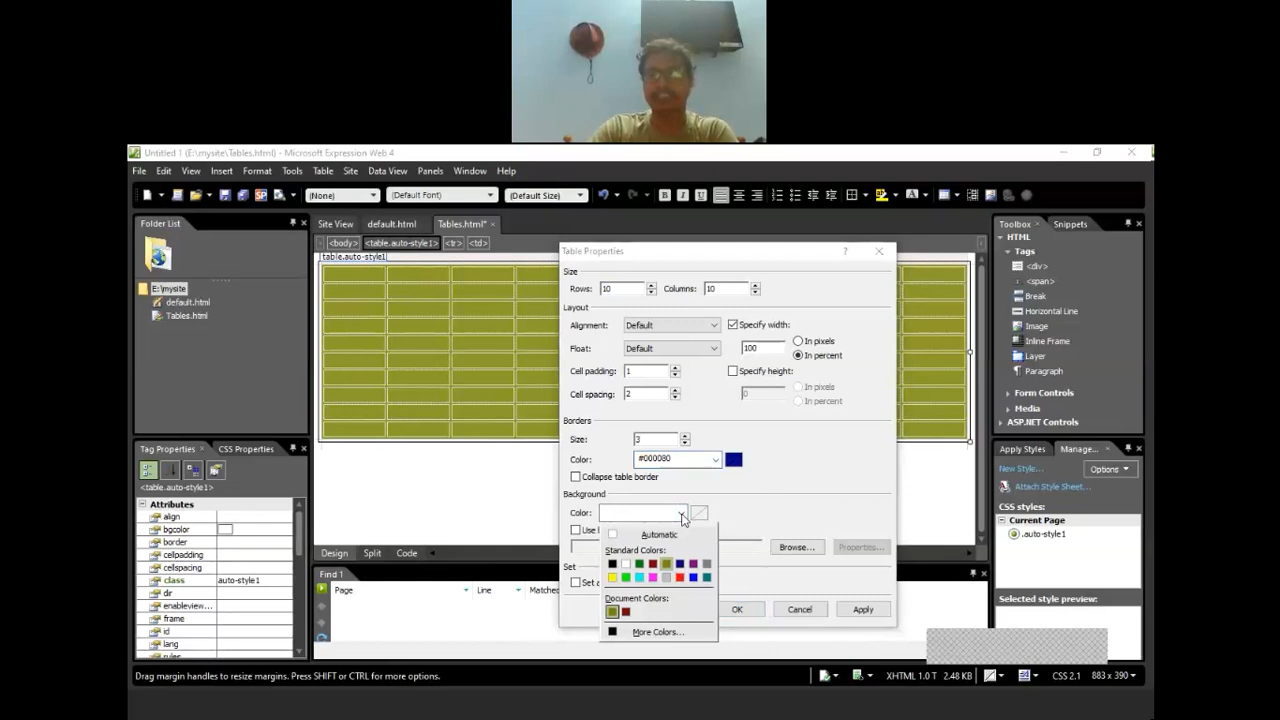 Untitled 1 (E:\mysite\Tables.html) - Microsoft Expression Web 4
File Edit View Insert Format Tools Table Site Data View Panels Window Help
(None) (Default Font) (Default Size)
Folder List
E:\mysite
default.html
Tables.html
Site View default.html Tables.html*
<body> <table.auto-style1> <tr> <td>
table.auto-style1
Table Properties
Size
Rows: 10 Columns: 10
Layout
Alignment: Default Specify width:
In pixels
Float: Default 100
In percent
Cell padding: 1 Specify height:
In pixels
Cell spacing: 2 0
In percent
Borders
Size: 3
Color: #000080
Collapse table border
Background
Color:
Automatic
Standard Colors:
Document Colors:
More Colors...
Browse... Properties...
Set
OK Cancel Apply
Toolbox Snippets
HTML
Tags
<div>
<span>
Break
Horizontal Line
Image
Inline Frame
Layer
Paragraph
Form Controls
Media
ASP.NET Controls
Tag Properties CSS Properties
<table.auto-style1>
Attributes
align
bgcolor
border
cellpadding
cellspacing
class auto-style1
dir
enableview...
frame
id
lang
rules
Design Split Code
Find 1
Page Line Matched
Apply Styles Manage...
New Style... Options
Attach Style Sheet...
CSS styles:
Current Page
.auto-style1
Selected style preview:
Drag margin handles to resize margins. Press SHIFT or CTRL for more options.
XHTML 1.0 T 2.48 KB CSS 2.1 883 x 390